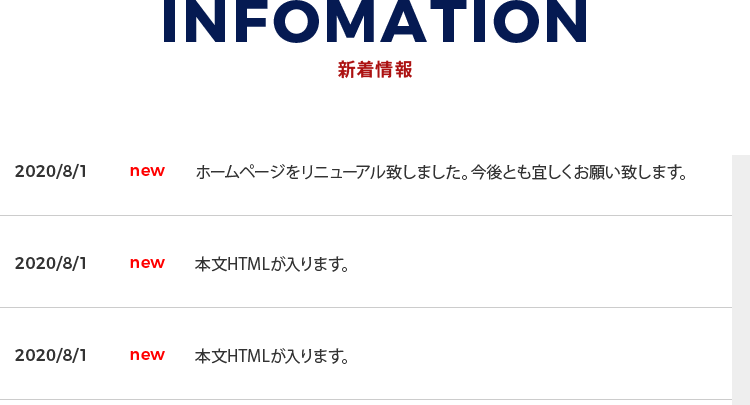 INFOMATION
新着情報
2020/8/1 new ホームページをリニューアル致しました。今後とも宜しくお願い致します。
2020/8/1 new 本文HTMLが入ります。
2020/8/1 new 本文HTMLが入ります。